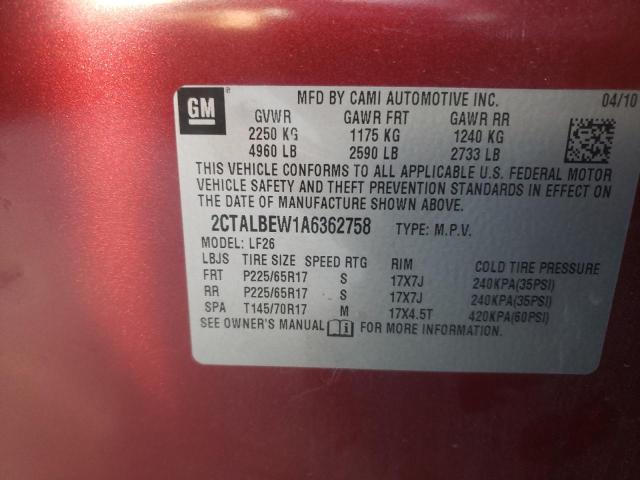 GM
MFD BY CAMI AUTOMOTIVE INC. 04/10
GVWR GAWR FRT GAWR RR
2250 KG 1175 KG 1240 KG
4960 LB 2590 LB 2733 LB
THIS VEHICLE CONFORMS TO ALL APPLICABLE U.S. FEDERAL MOTOR
VEHICLE SAFETY AND THEFT PREVENTION STANDARDS IN EFFECT ON
THE DATE OF MANUFACTURE SHOWN ABOVE.
2CTALBEW1A6362758 TYPE: M.P.V.
MODEL: LF26
LBJS TIRE SIZE SPEED RTG RIM COLD TIRE PRESSURE
FRT P225/65R17 S 17X7J 240KPA(35PSI)
RR P225/65R17 S 17X7J 240KPA(35PSI)
SPA T145/70R17 M 17X4.5T 420KPA(60PSI)
SEE OWNER'S MANUAL FOR MORE INFORMATION.